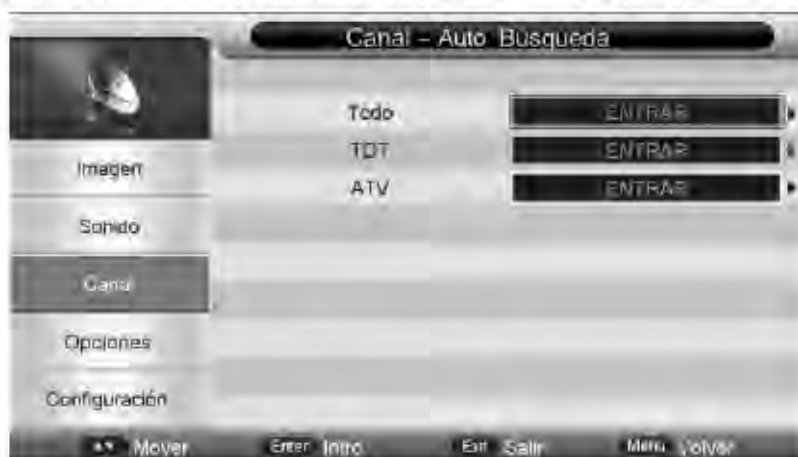 Canal - Auto Busqueda
Todo ENTRAR
TDT ENTRAR
ATV ENTRAR
Imagen
Sonido
Canal
Opciones
Configuración
Mover Enter Intro Exit Salir Menu Volver